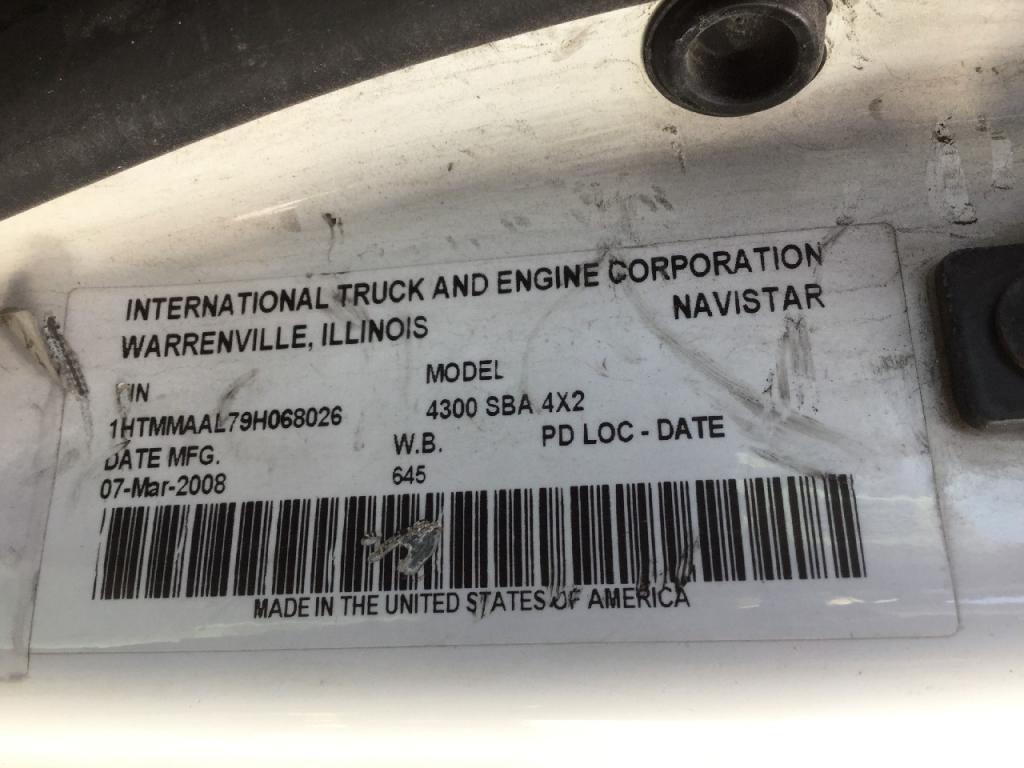 INTERNATIONAL TRUCK AND ENGINE CORPORATION
WARRENVILLE, ILLINOIS NAVISTAR
VIN MODEL
1HTMMAAL79H068026 4300 SBA 4X2
DATE MFG. W.B. PD LOC - DATE
07-Mar-2008 645
MADE IN THE UNITED STATES OF AMERICA